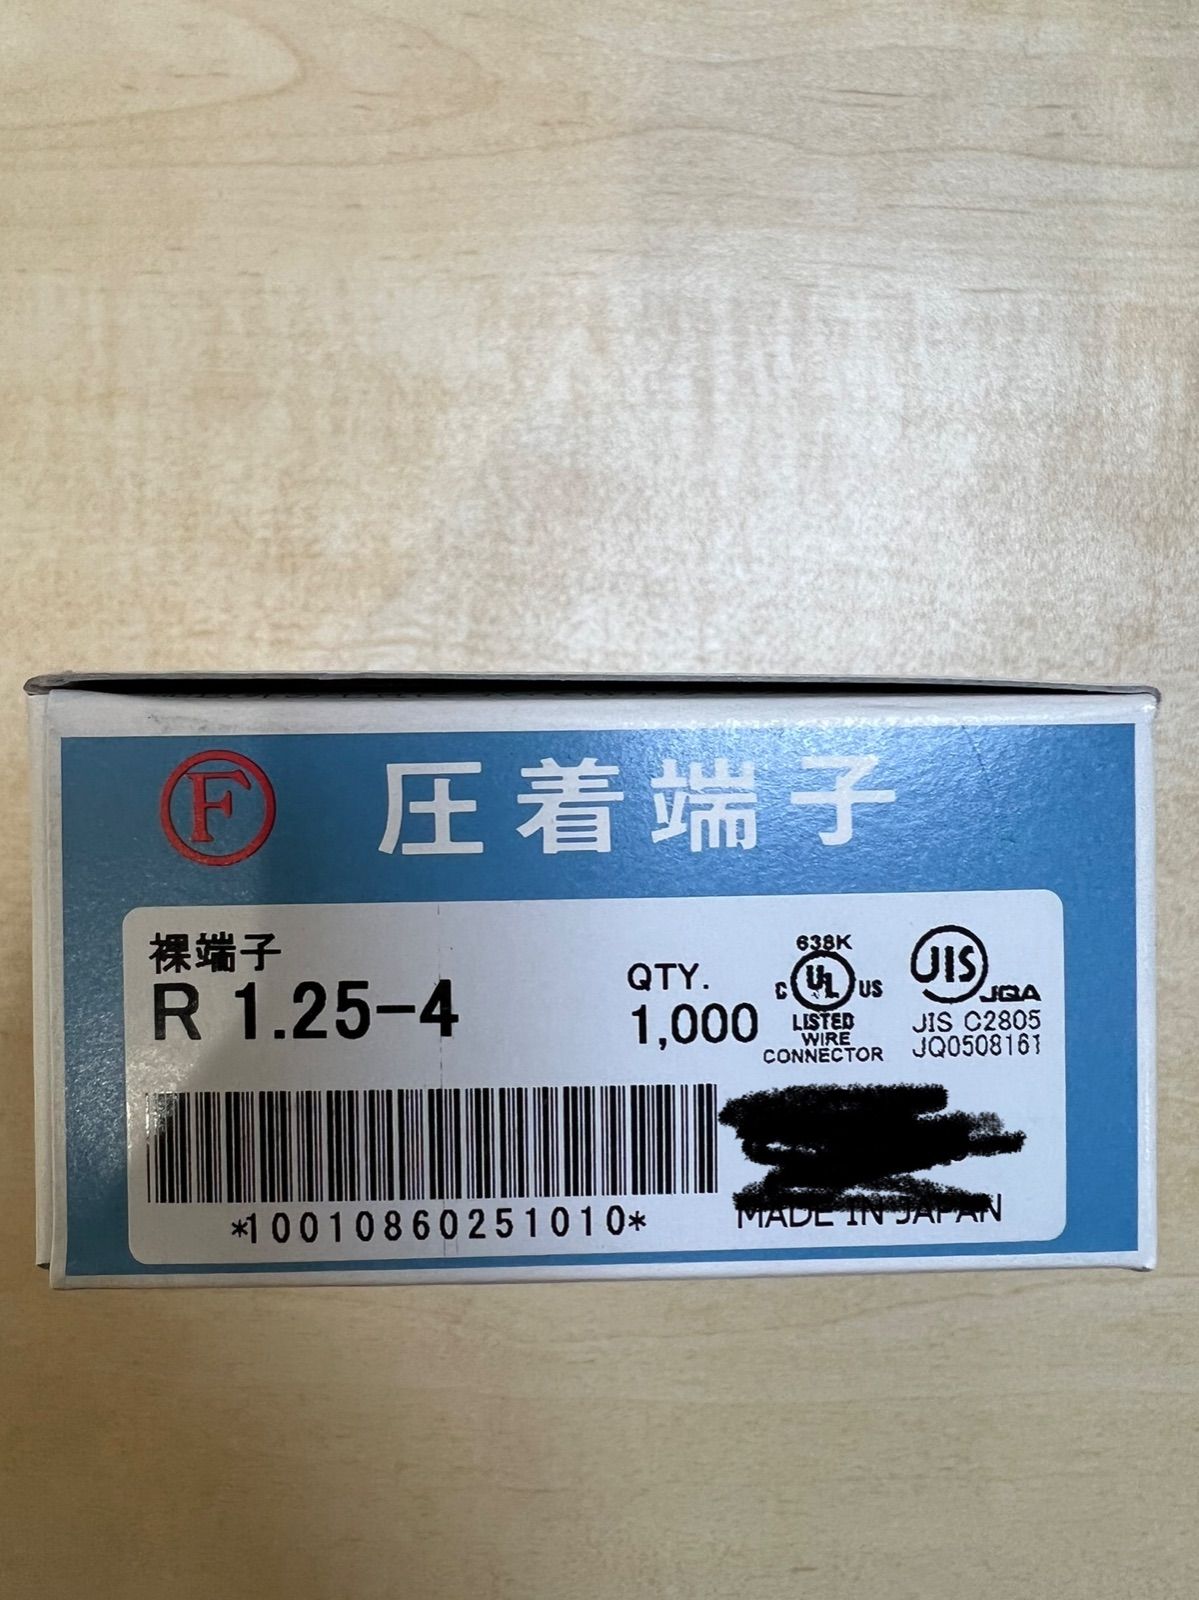 F 圧着端子
裸端子
R 1.25-4
QTY.
1,000
638K
C UL US
LISTED
WIRE
CONNECTOR
JIS
JQA
JIS C2805
JQ0508161
*10010860251010*
MADE IN JAPAN